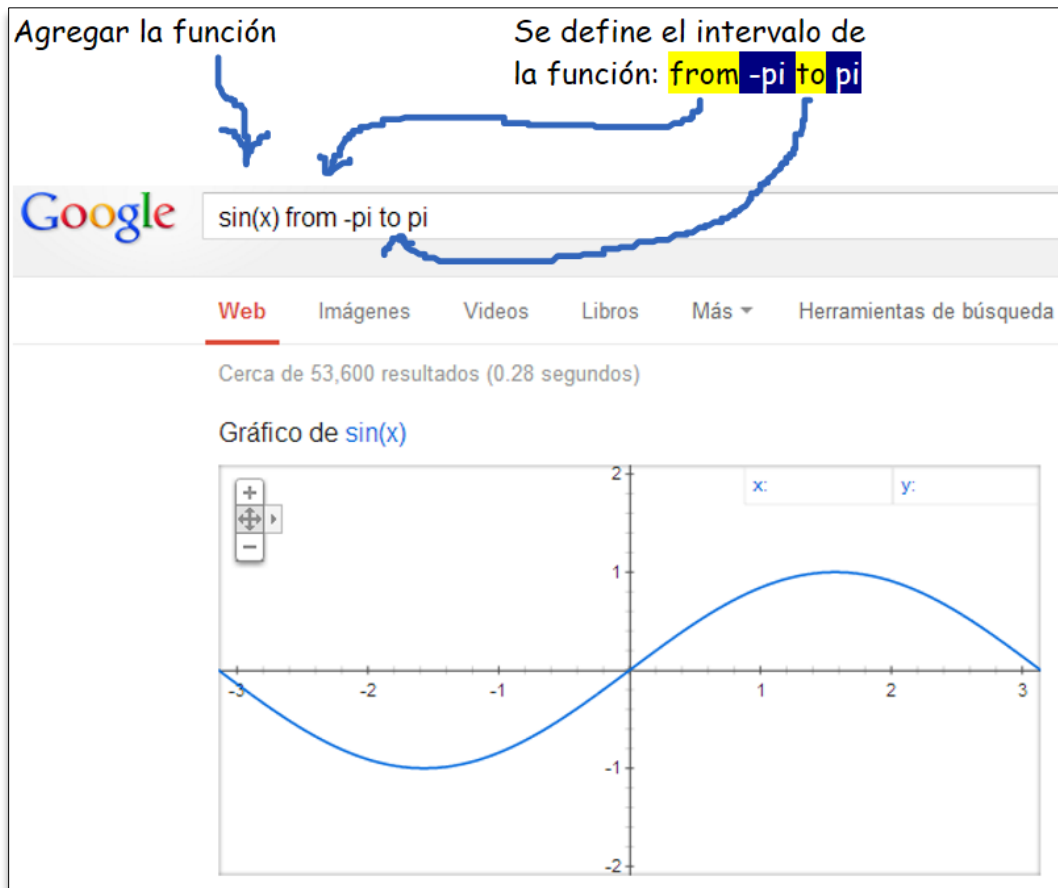 Agregar la función
Se define el intervalo de
la función: from -pi to pi
Google
sin(x) from -pi to pi
Web Imágenes Videos Libros Más Herramientas de búsqueda
Cerca de 53,600 resultados (0.28 segundos)
Gráfico de sin(x)
+
−
x: y:
2
1
-3 -2 -1 1 2 3
-1
-2